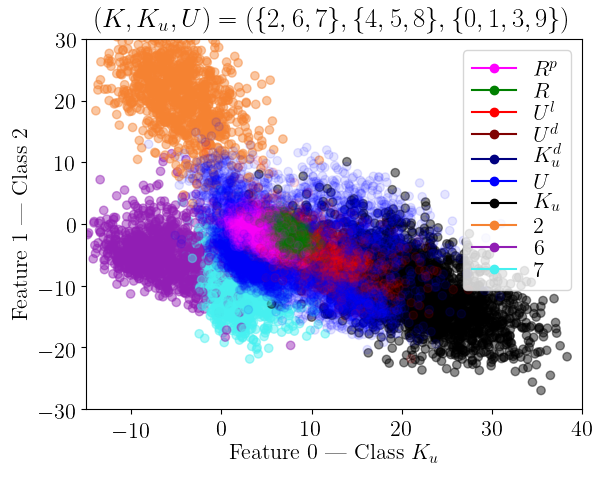 (K, K_u, U) = ({2, 6, 7}, {4, 5, 8}, {0, 1, 3, 9})
30
20
10
0
−10
−20
−30
Feature 1 — Class 2
R^p
R
U^l
U^d
K_u^d
U
K_u
2
6
7
−10 0 10 20 30 40
Feature 0 — Class K_u